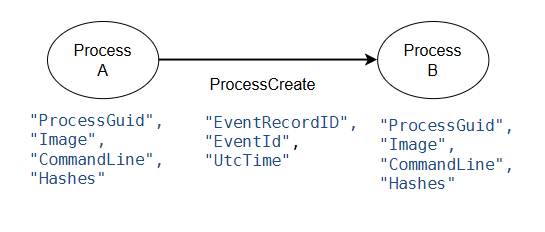 Process
A
Process
B
ProcessCreate
"ProcessGuid",
"Image",
"CommandLine",
"Hashes"
"EventRecordID",
"EventId",
"UtcTime"
"ProcessGuid",
"Image",
"CommandLine",
"Hashes"